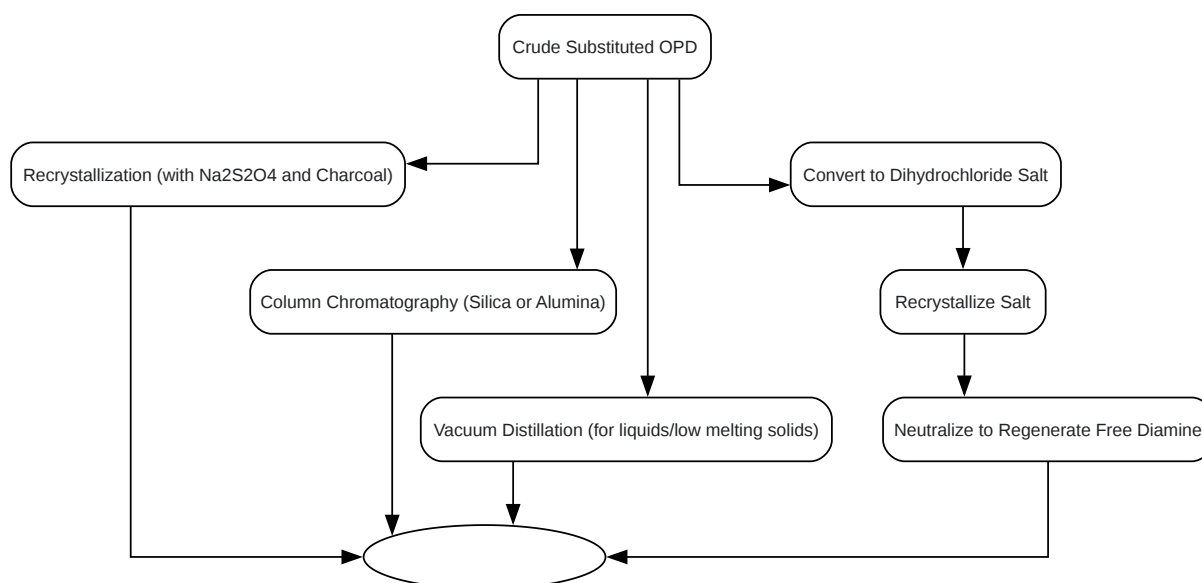 Crude Substituted OPD
Recrystallization (with Na2S2O4 and Charcoal)
Convert to Dihydrochloride Salt
Column Chromatography (Silica or Alumina)
Recrystallize Salt
Vacuum Distillation (for liquids/low melting solids)
Neutralize to Regenerate Free Diamine